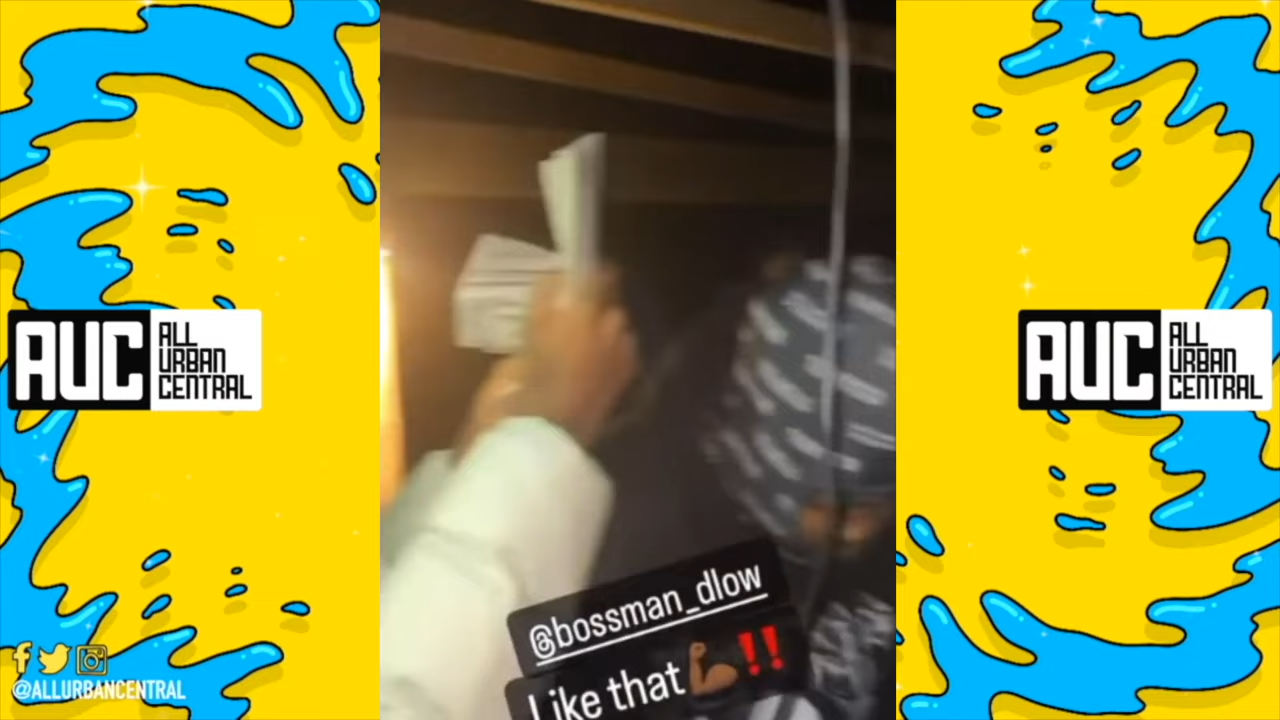 AUC ALL
URBAN
CENTRAL
AUC ALL
URBAN
CENTRAL
@bossman_dlow
Like that 💪🏾‼️
@ALLURBANCENTRAL